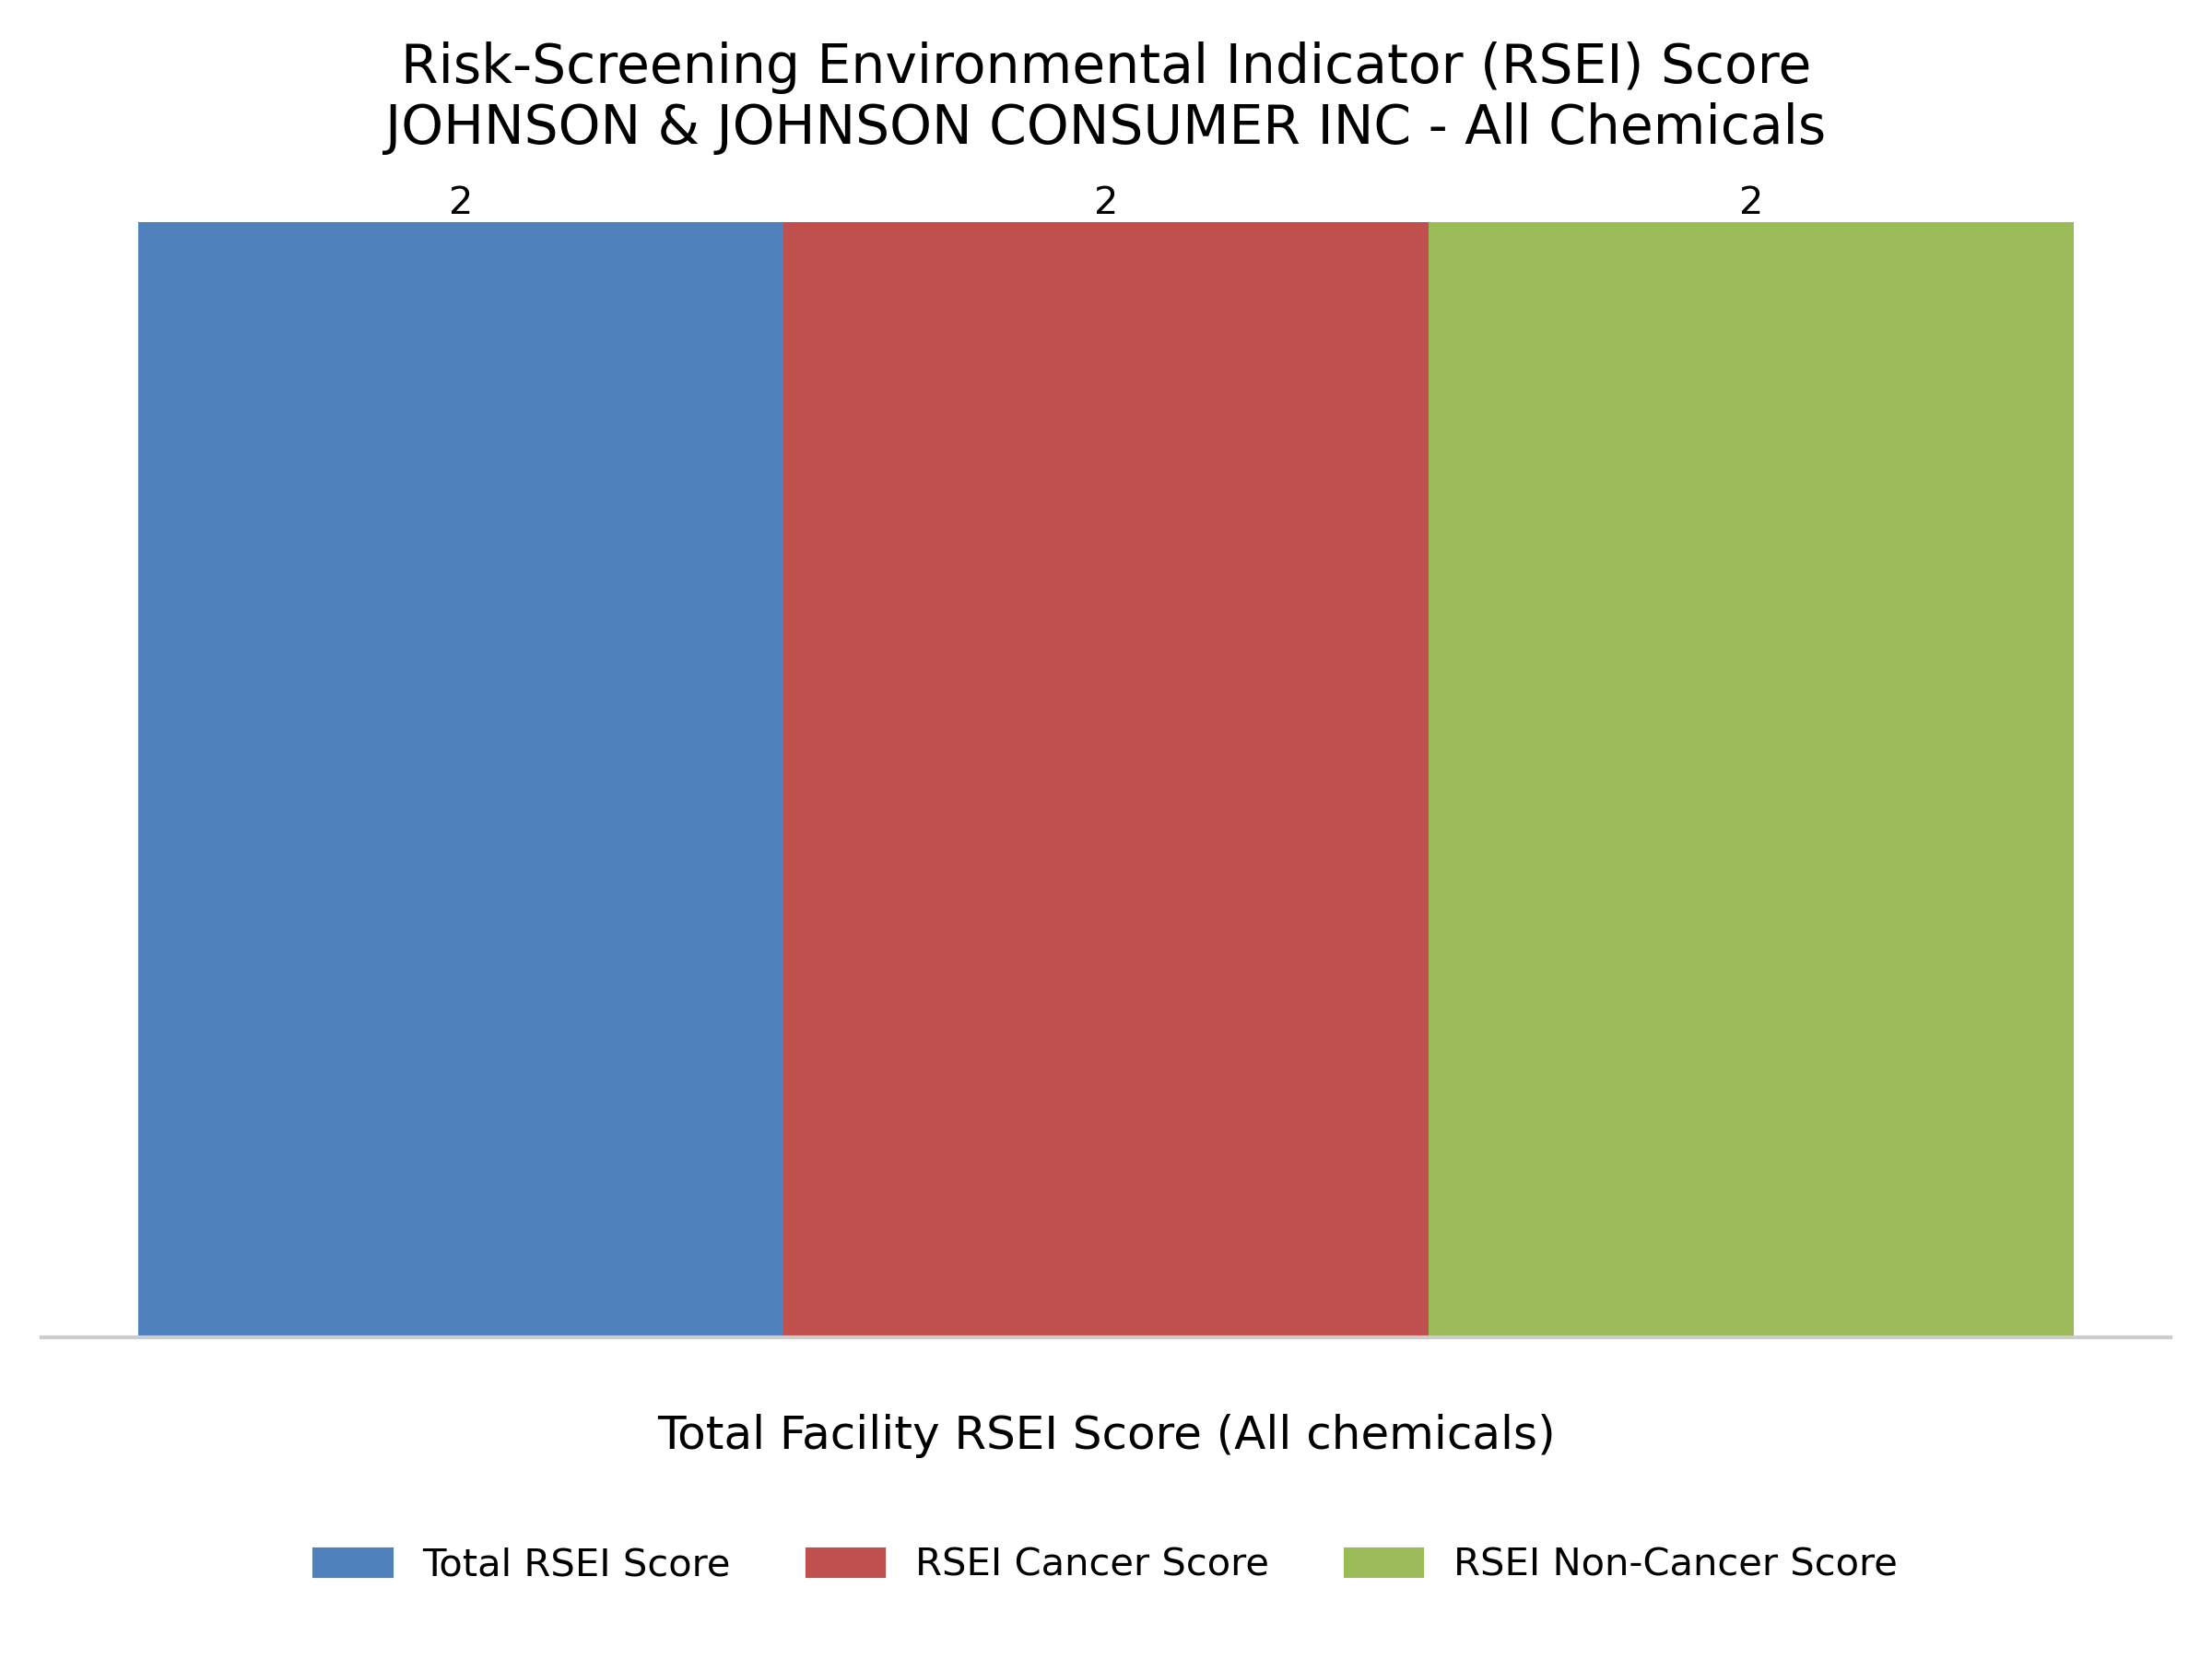 Risk-Screening Environmental Indicator (RSEI) Score
JOHNSON & JOHNSON CONSUMER INC - All Chemicals
2 2 2
Total Facility RSEI Score (All chemicals)
Total RSEI Score RSEI Cancer Score RSEI Non-Cancer Score